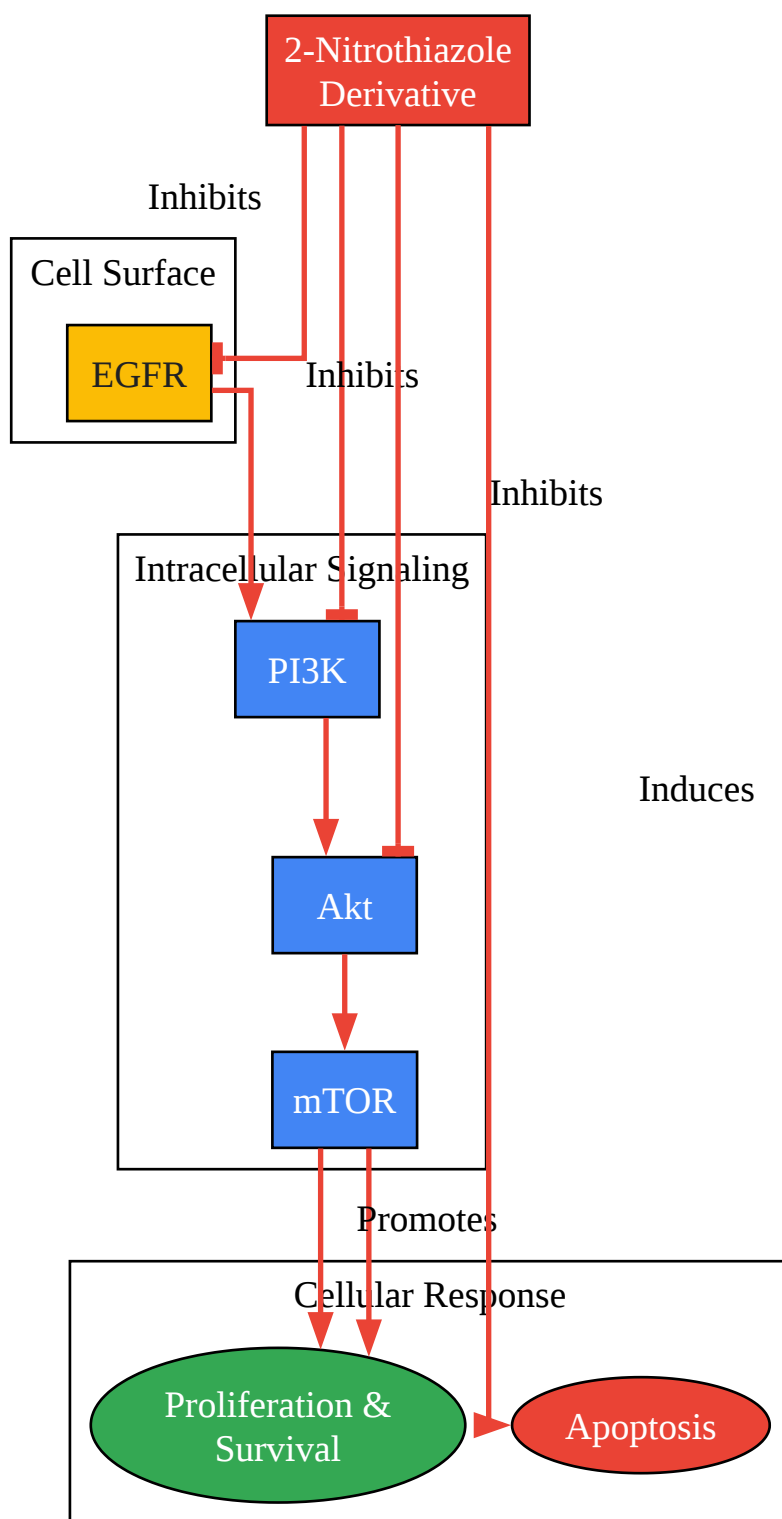 2-Nitrothiazole
Derivative
Inhibits
Cell Surface
EGFR
Inhibits
Inhibits
Intracellular Signaling
PI3K
Induces
Akt
mTOR
Promotes
Cellular Response
Proliferation &
Survival
Apoptosis